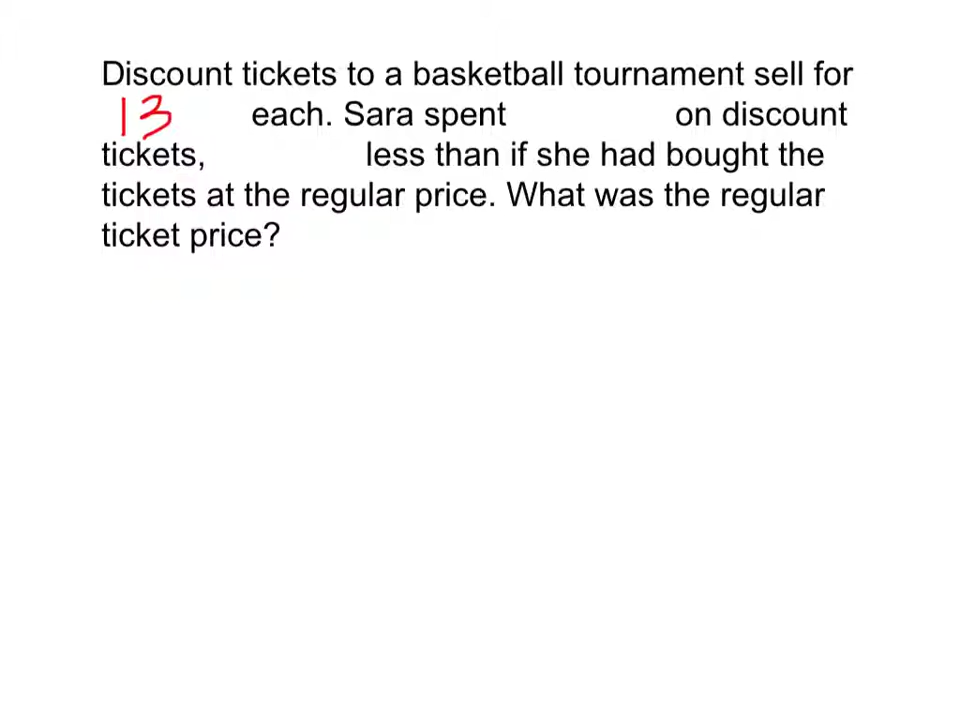 Discount tickets to a basketball tournament sell for
13 each. Sara spent on discount
tickets, less than if she had bought the
tickets at the regular price. What was the regular
ticket price?